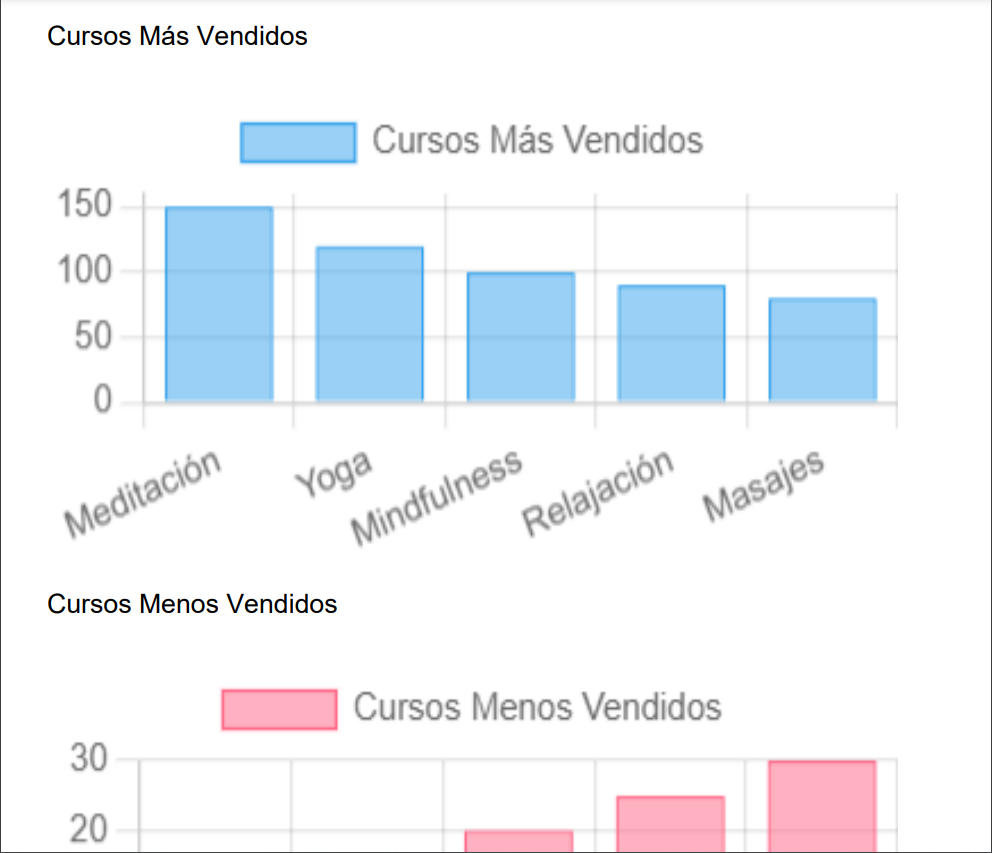 Cursos Más Vendidos
Cursos Más Vendidos
150
100
50
0
Meditación
Yoga
Mindfulness
Relajación
Masajes
Cursos Menos Vendidos
Cursos Menos Vendidos
30
20